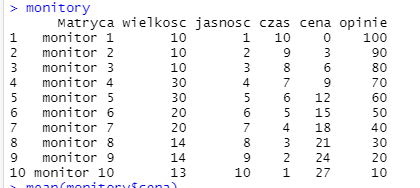 > monitory
Matryca wielkosc jasnosc czas cena opinie
1 monitor 1 10 1 10 0 100
2 monitor 2 10 2 9 3 90
3 monitor 3 10 3 8 6 80
4 monitor 4 30 4 7 9 70
5 monitor 5 30 5 6 12 60
6 monitor 6 20 6 5 15 50
7 monitor 7 20 7 4 18 40
8 monitor 8 14 8 3 21 30
9 monitor 9 14 9 2 24 20
10 monitor 10 13 10 1 27 10
> mean(monitory$cena)